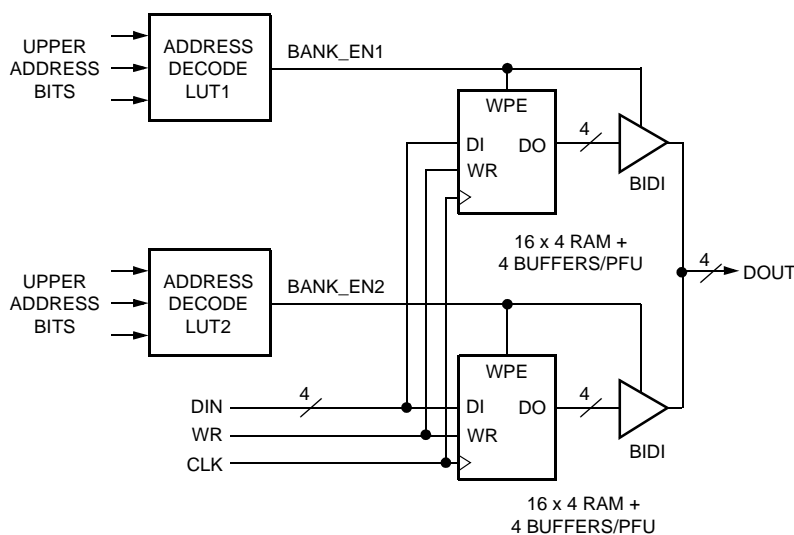 UPPER
ADDRESS
BITS
ADDRESS
DECODE
LUT1
BANK_EN1
WPE
DI
DO
WR
4
BIDI
16 x 4 RAM +
4 BUFFERS/PFU
4
DOUT
UPPER
ADDRESS
BITS
ADDRESS
DECODE
LUT2
BANK_EN2
WPE
DIN
4
DI
DO
4
WR
WR
CLK
BIDI
16 x 4 RAM +
4 BUFFERS/PFU